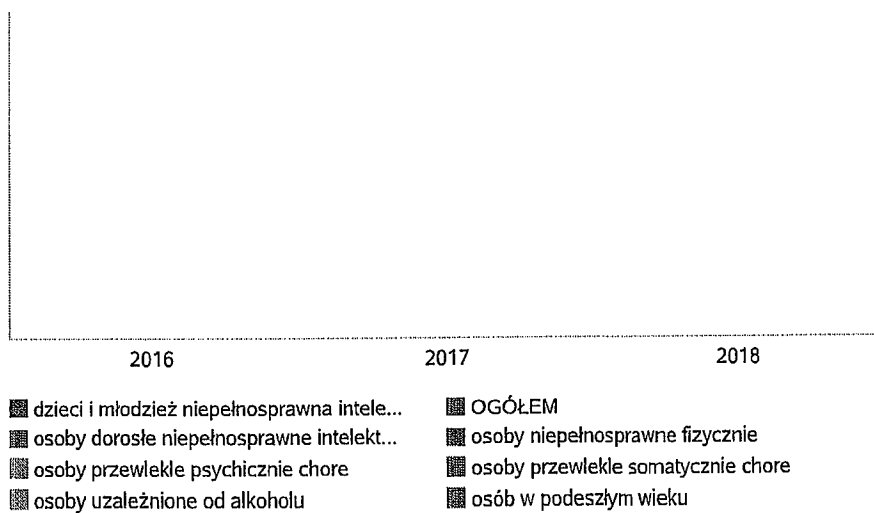 2016 2017 2018
dzieci i młodzież niepełnosprawna intele... OGÓŁEM
osoby dorosłe niepełnosprawne intelekt... osoby niepełnosprawne fizycznie
osoby przewlekle psychicznie chore osoby przewlekle somatycznie chore
osoby uzależnione od alkoholu osób w podeszłym wieku